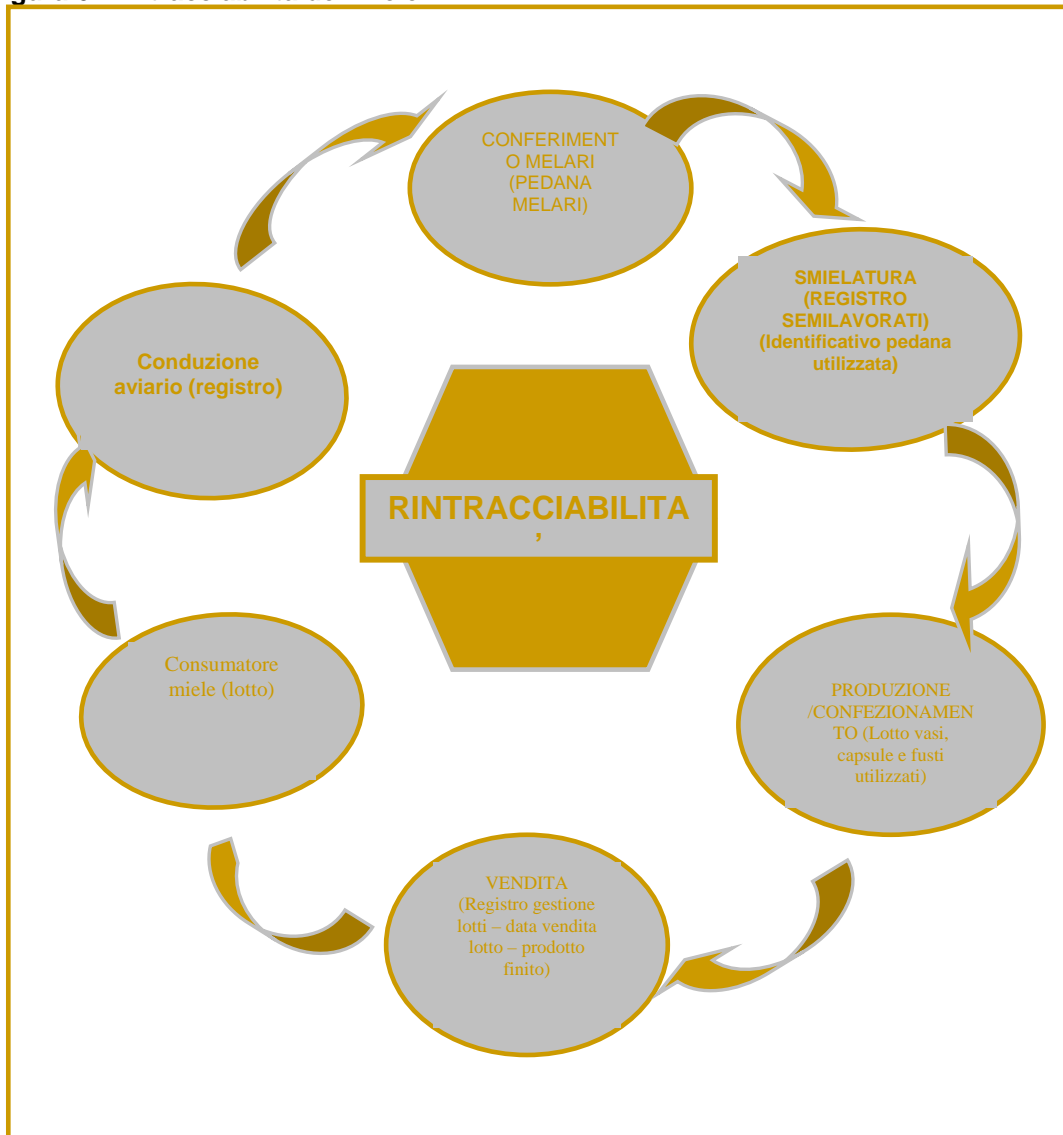 CONFERIMENT
O MELARI
(PEDANA
MELARI)
SMIELATURA
(REGISTRO
SEMILAVORATI)
(Identificativo pedana
utilizzata)
Conduzione
aviario (registro)
RINTRACCIABILITA
’
Consumatore
miele (lotto)
PRODUZIONE
/CONFEZIONAMEN
TO (Lotto vasi,
capsule e fusti
utilizzati)
VENDITA
(Registro gestione
lotti – data vendita
lotto – prodotto
finito)